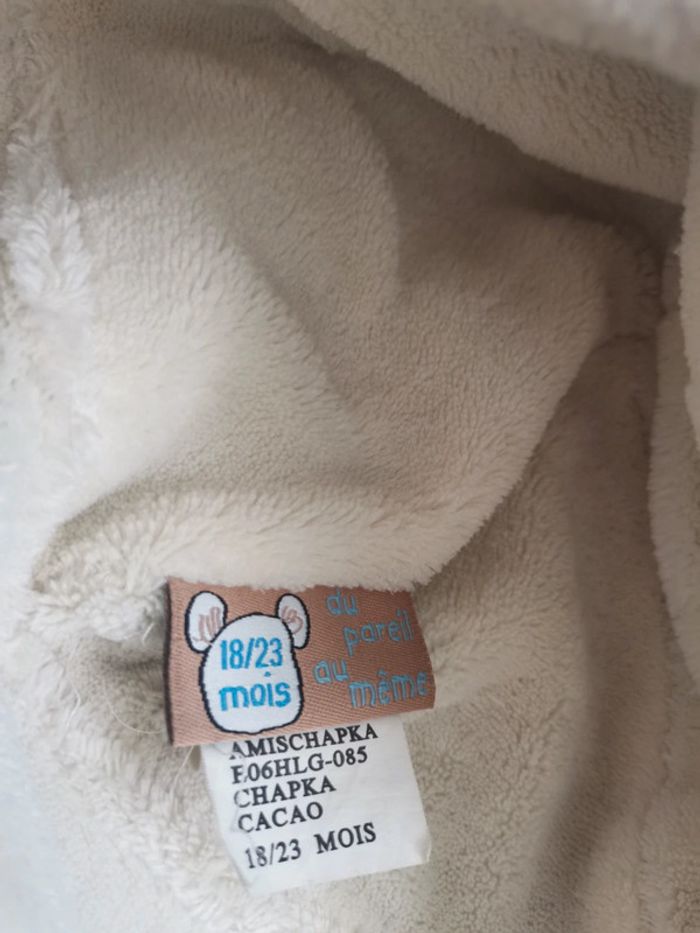 18/23
mois
du
pareil
au
même
AMISCHAPKA
E06HLG-085
CHAPKA
CACAO
18/23 MOIS